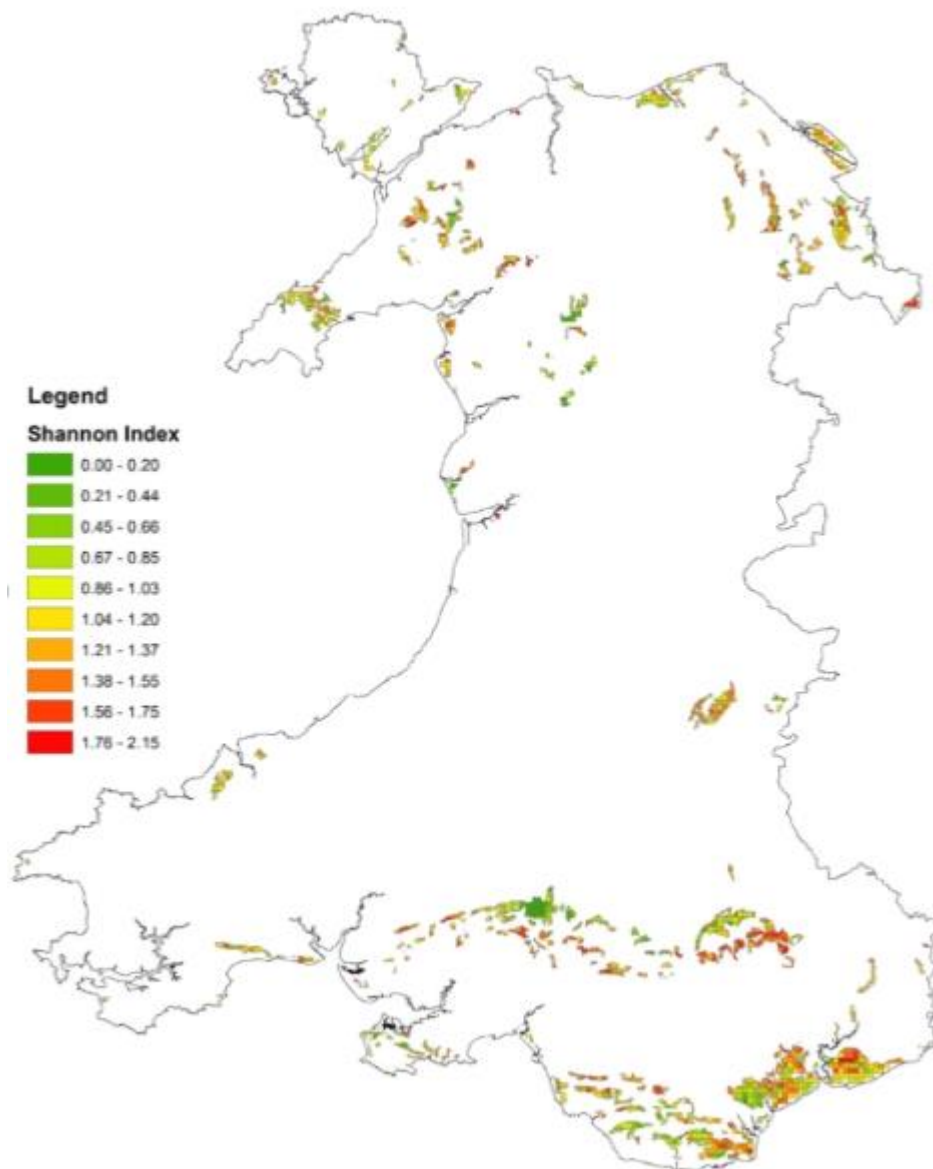 Legend
Shannon Index
0.00 - 0.20
0.21 - 0.44
0.45 - 0.66
0.67 - 0.85
0.86 - 1.03
1.04 - 1.20
1.21 - 1.37
1.38 - 1.55
1.56 - 1.75
1.76 - 2.15